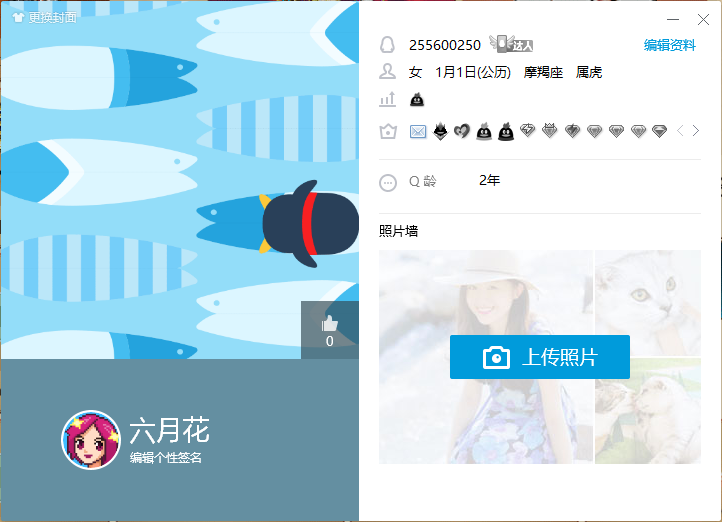 更换封面
0
六月花
编辑个性签名
255600250 达人 编辑资料
女 1月1日(公历) 摩羯座 属虎
Q 龄 2年
照片墙
上传照片